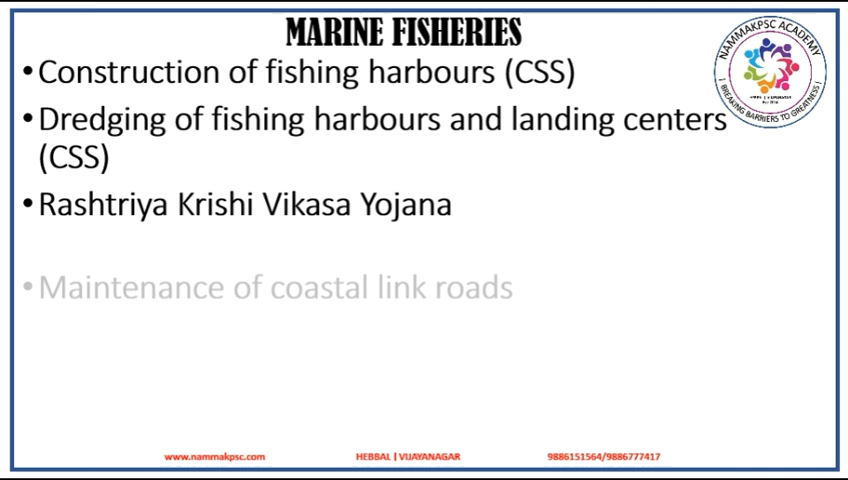 MARINE FISHERIES
•Construction of fishing harbours (CSS)
•Dredging of fishing harbours and landing centers
(CSS)
•Rashtriya Krishi Vikasa Yojana
•Maintenance of coastal link roads
NAMMAKPSC ACADEMY
! BREAKING BARRIERS TO GREATNESS !
www.nammakpsc.com HEBBAL | VIJAYANAGAR 9886151564/9886777417